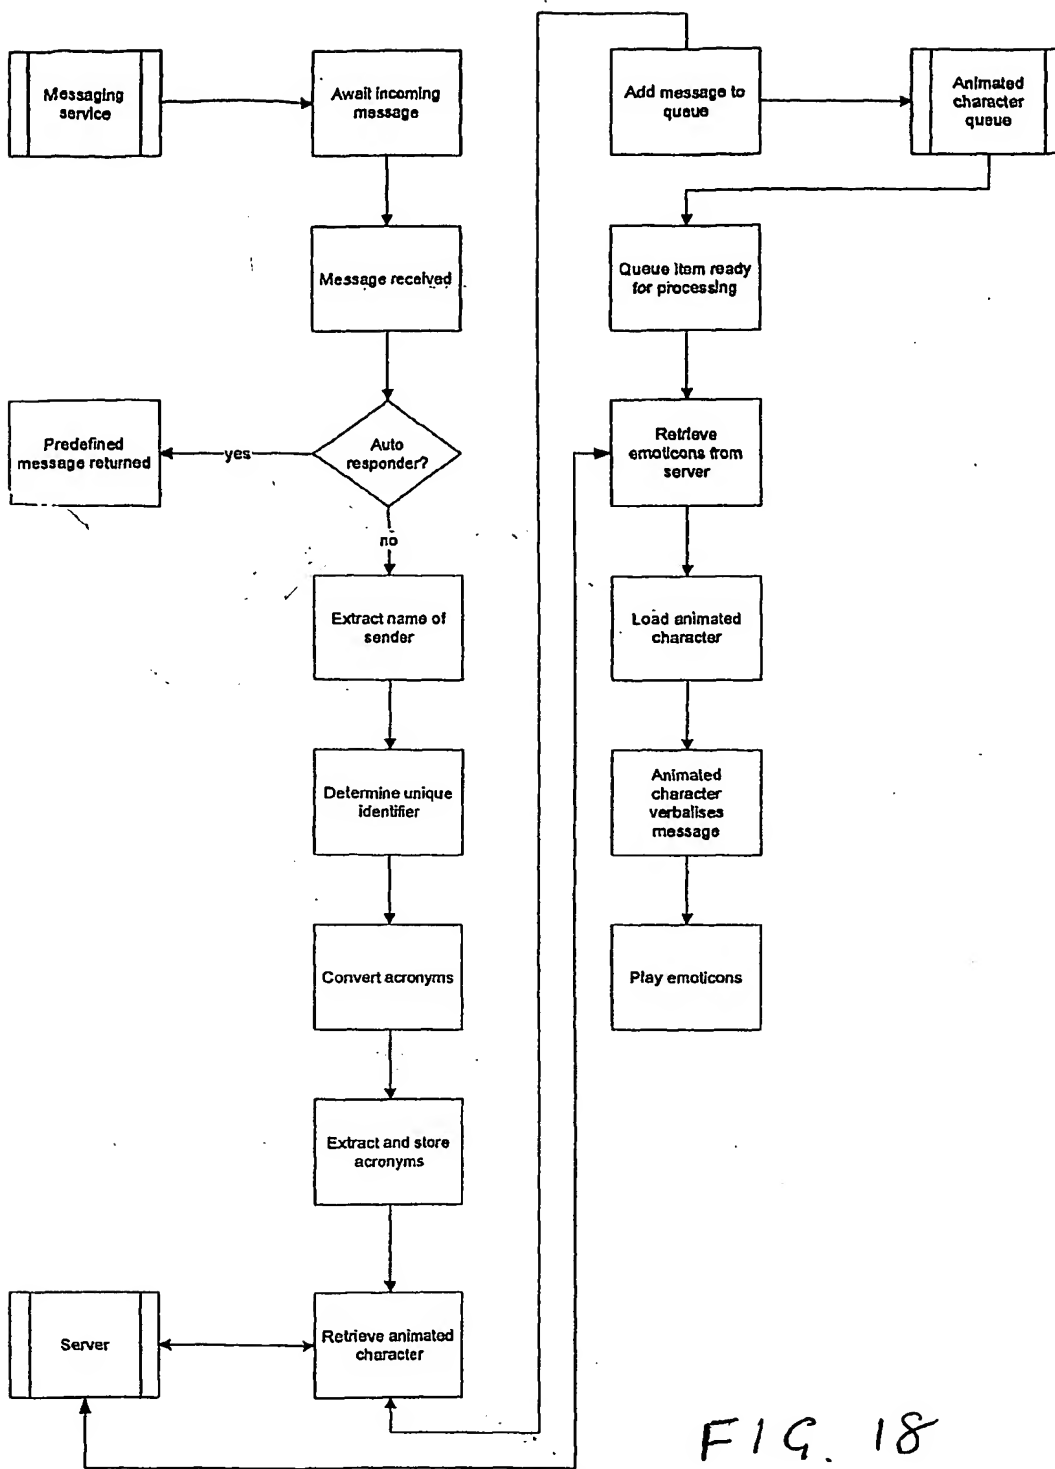 Messaging
service
Await incoming
message
Message received
Auto
responder?
yes
Predefined
message returned
no
Extract name of
sender
Determine unique
identifier
Convert acronyms
Extract and store
acronyms
Retrieve animated
character
Server
Add message to
queue
Animated
character
queue
Queue item ready
for processing
Retrieve
emoticons from
server
Load animated
character
Animated
character
verbalises
message
Play emoticons
FIG. 18